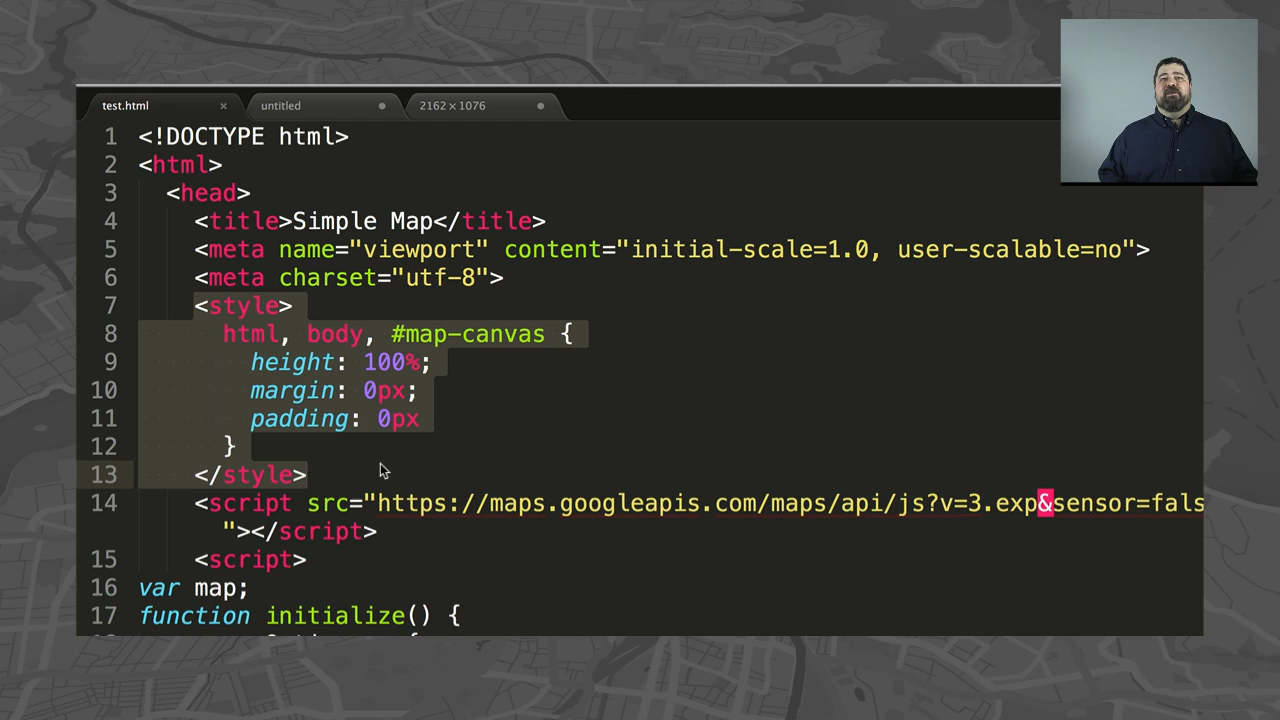 test.html × untitled 2162 × 1076
1 <!DOCTYPE html>
2 <html>
3 <head>
4 <title>Simple Map</title>
5 <meta name="viewport" content="initial-scale=1.0, user-scalable=no">
6 <meta charset="utf-8">
7 <style>
8 html, body, #map-canvas {
9 height: 100%;
10 margin: 0px;
11 padding: 0px
12 }
13 </style>
14 <script src="https://maps.googleapis.com/maps/api/js?v=3.exp&sensor=fals
"></script>
15 <script>
16 var map;
17 function initialize() {